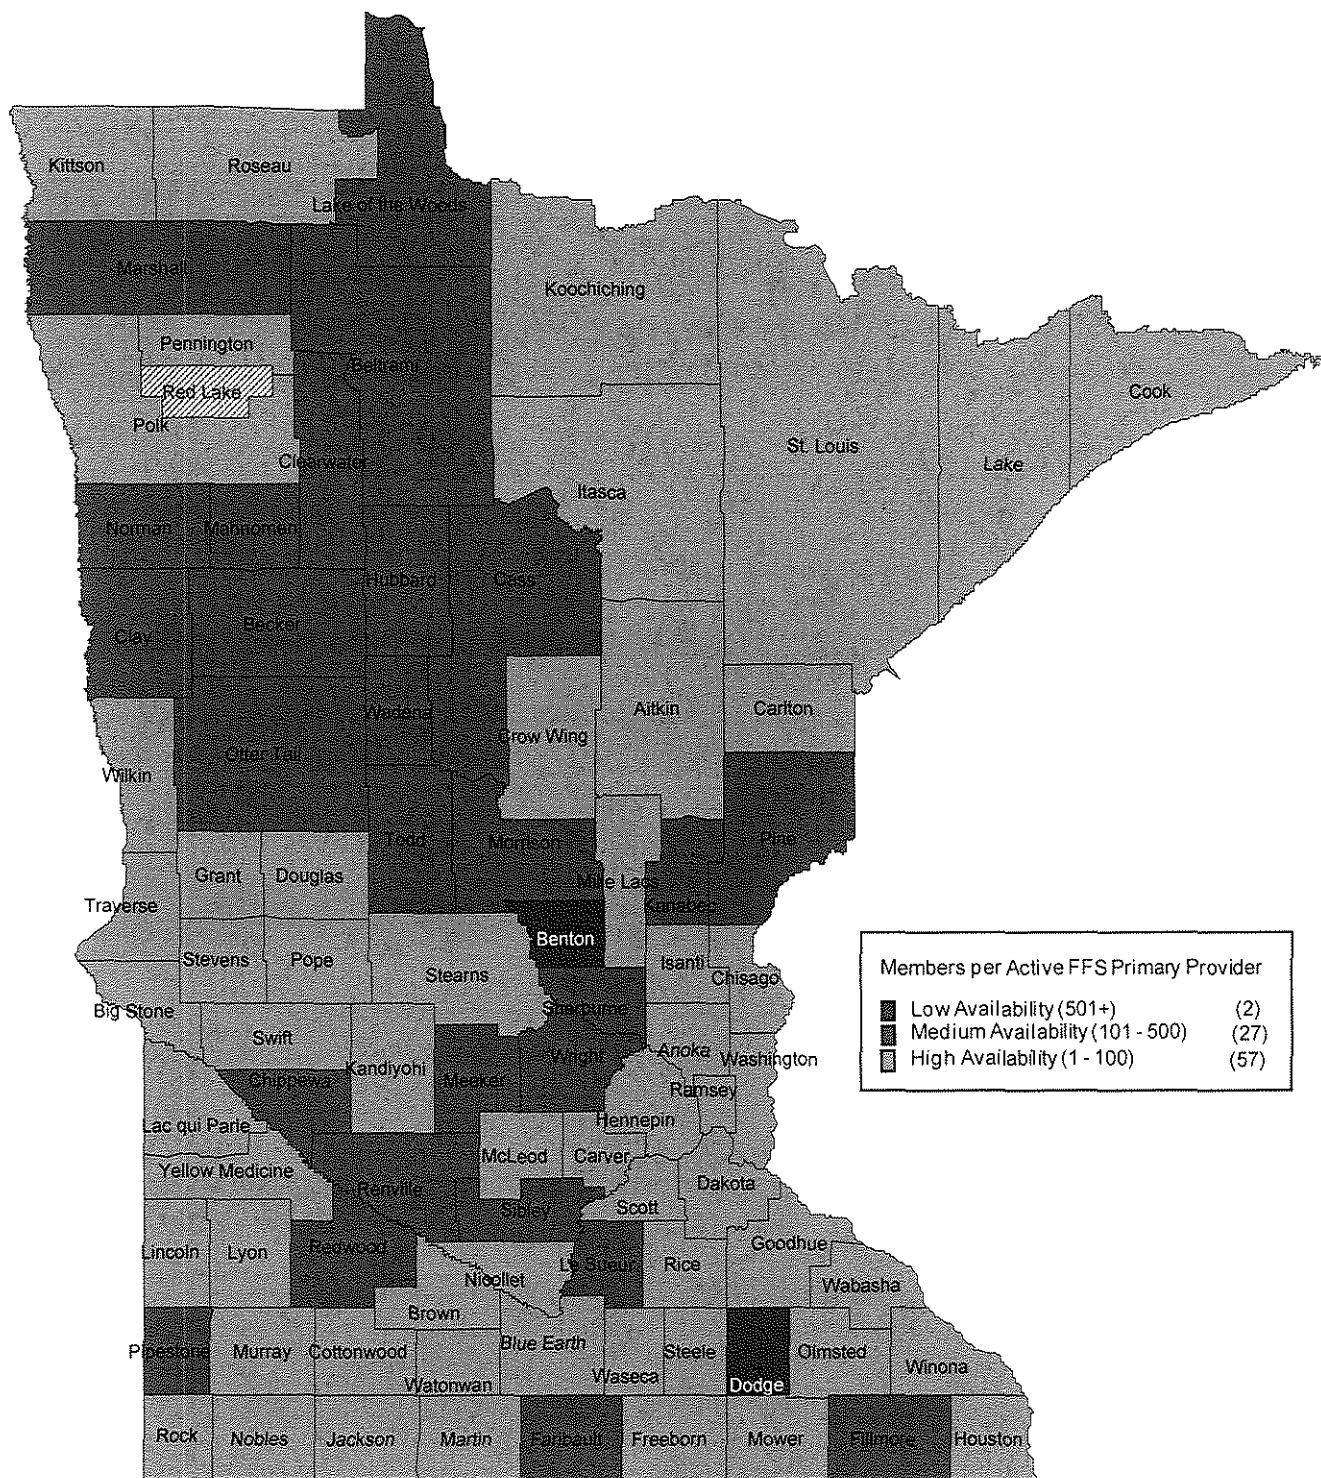 Kittson
Roseau
Lake of the Woods
Marshall
Koochiching
Pennington
Beltrami
Red Lake
Cook
Polk
St. Louis
Clearwater
Lake
Itasca
Norman
Mahnomen
Hubbard
Cass
Becker
Clay
Wadena
Aitkin
Carlton
Crow Wing
Otter Tail
Wilkin
Todd
Morrison
Pine
Grant
Douglas
Mille Lacs
Traverse
Kanabec
Benton
Stevens
Pope
Stearns
Isanti
Chisago
Members per Active FFS Primary Provider
Low Availability (501+) (2)
Medium Availability (101 - 500) (27)
High Availability (1 - 100) (57)
Big Stone
Sherburne
Swift
Anoka
Washington
Wright
Kandiyohi
Chippewa
Meeker
Ramsey
Hennepin
Lac qui Parle
McLeod
Carver
Yellow Medicine
Dakota
Renville
Scott
Sibley
Lincoln
Lyon
Redwood
Goodhue
Le Sueur
Rice
Nicollet
Wabasha
Brown
Blue Earth
Pipestone
Murray
Cottonwood
Steele
Olmsted
Winona
Waseca
Watonwan
Dodge
Rock
Nobles
Jackson
Martin
Faribault
Freeborn
Mower
Fillmore
Houston